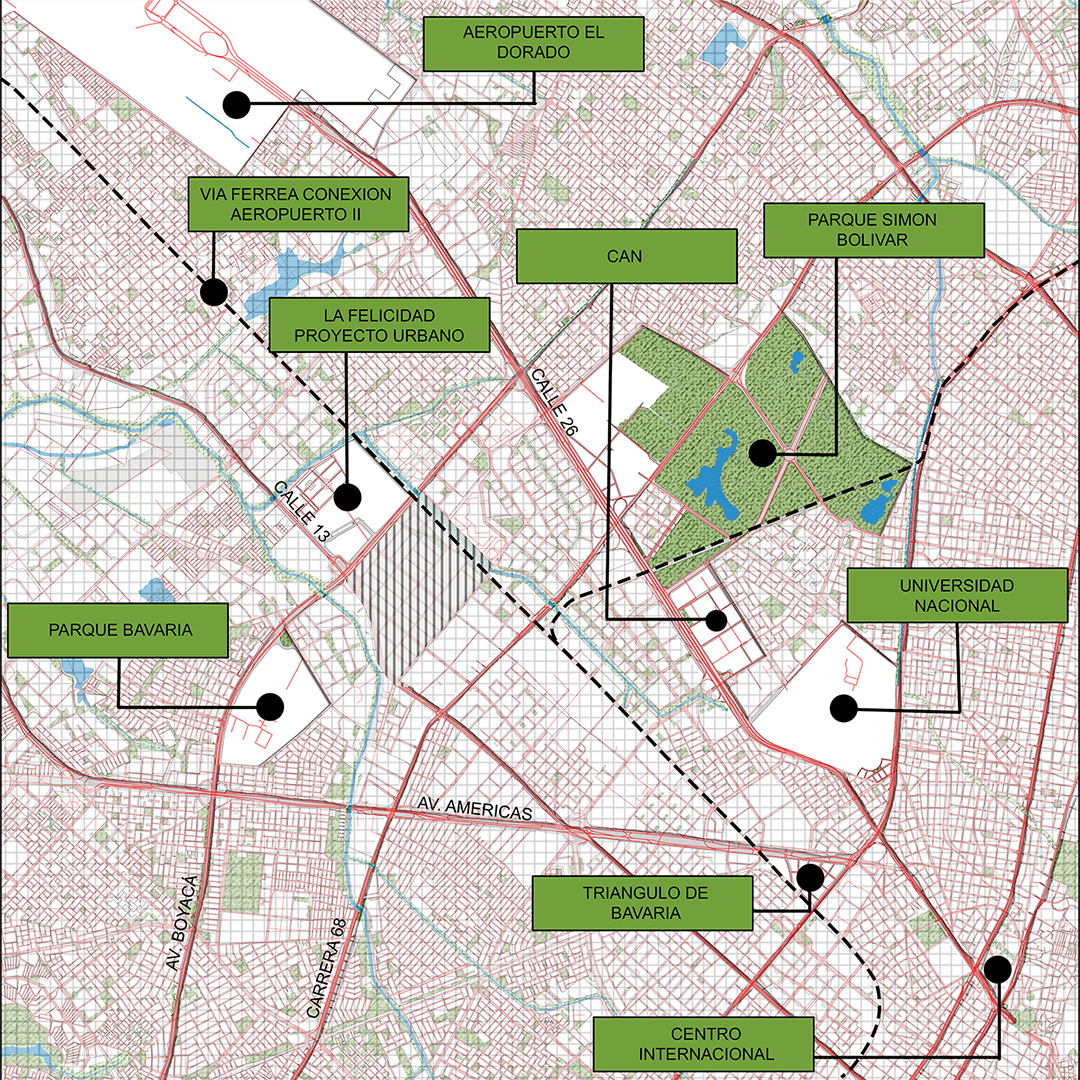 AEROPUERTO EL
DORADO
VIA FERREA CONEXION
AEROPUERTO II
PARQUE SIMON
BOLIVAR
CAN
LA FELICIDAD
PROYECTO URBANO
CALLE 26
CALLE 13
UNIVERSIDAD
NACIONAL
PARQUE BAVARIA
AV. AMERICAS
TRIANGULO DE
BAVARIA
AV. BOYACÁ
CARRERA 68
CENTRO
INTERNACIONAL